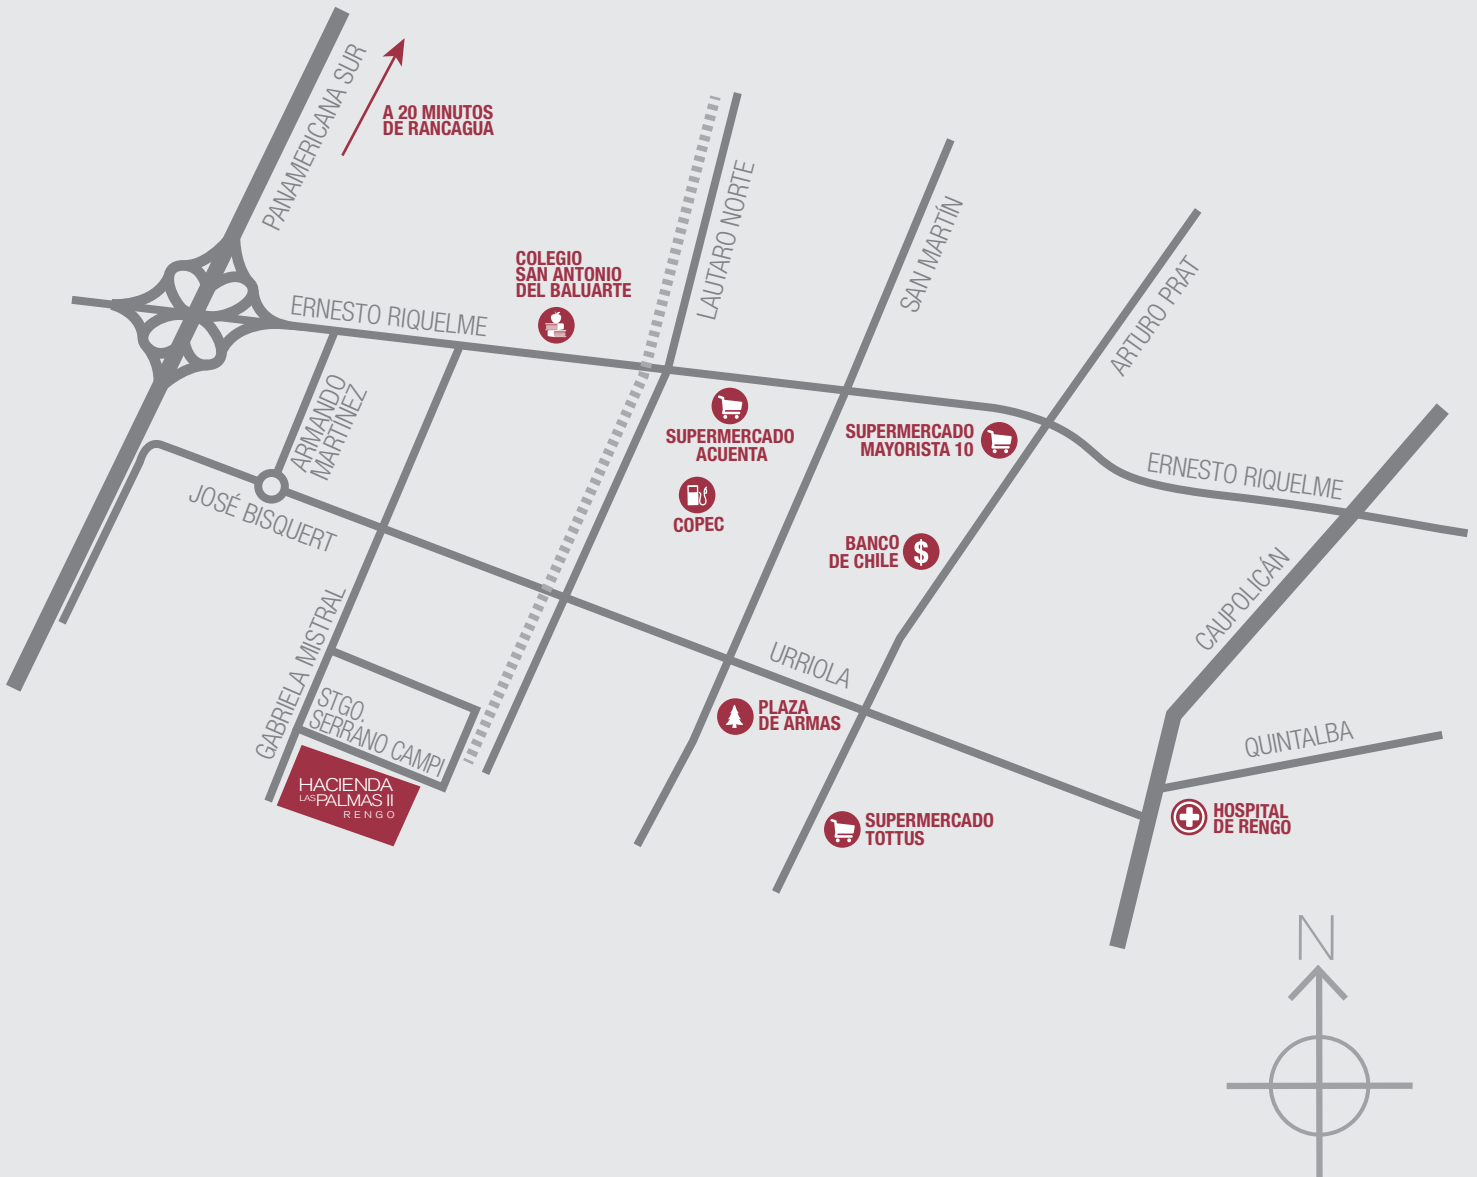 PANAMERICANA SUR
A 20 MINUTOS
DE RANCAGUA
LAUTARO NORTE
SAN MARTÍN
ARTURO PRAT
COLEGIO
SAN ANTONIO
DEL BALUARTE
ERNESTO RIQUELME
ARMANDO
MARTÍNEZ
SUPERMERCADO
ACUENTA
SUPERMERCADO
MAYORISTA 10
ERNESTO RIQUELME
JOSÉ BISQUERT
COPEC
BANCO
DE CHILE
$
CAUPOLICÁN
GABRIELA MISTRAL
URRIOLA
STGO.
SERRANO CAMPI
PLAZA
DE ARMAS
QUINTALBA
HACIENDA
LAS PALMAS II
RENGO
SUPERMERCADO
TOTTUS
HOSPITAL
DE RENGO
N